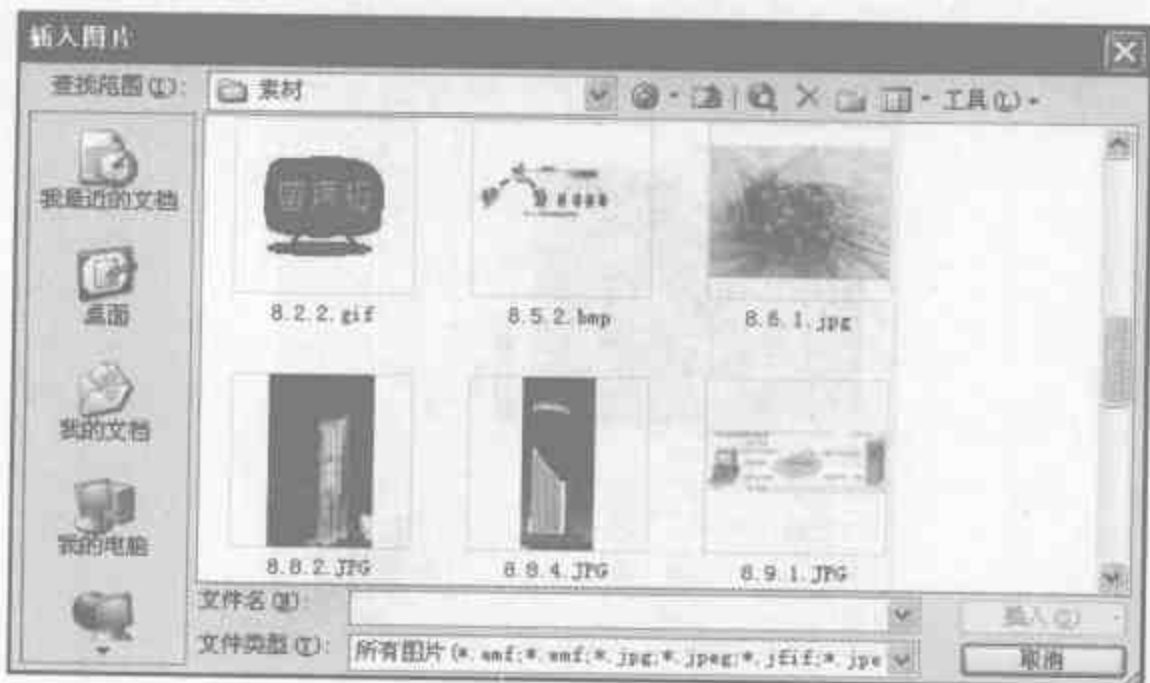 插入图片
查找范围(I): 素材 工具(L)
我最近的文档
桌面
我的文档
我的电脑
8.2.2.gif 8.5.2.bmp 8.6.1.jpg
8.8.2.JPG 8.8.4.JPG 8.9.1.JPG
文件名(N): 插入(S)
文件类型(T): 所有图片(*.emf;*.wmf;*.jpg;*.jpeg;*.jfif;*.jpe 取消